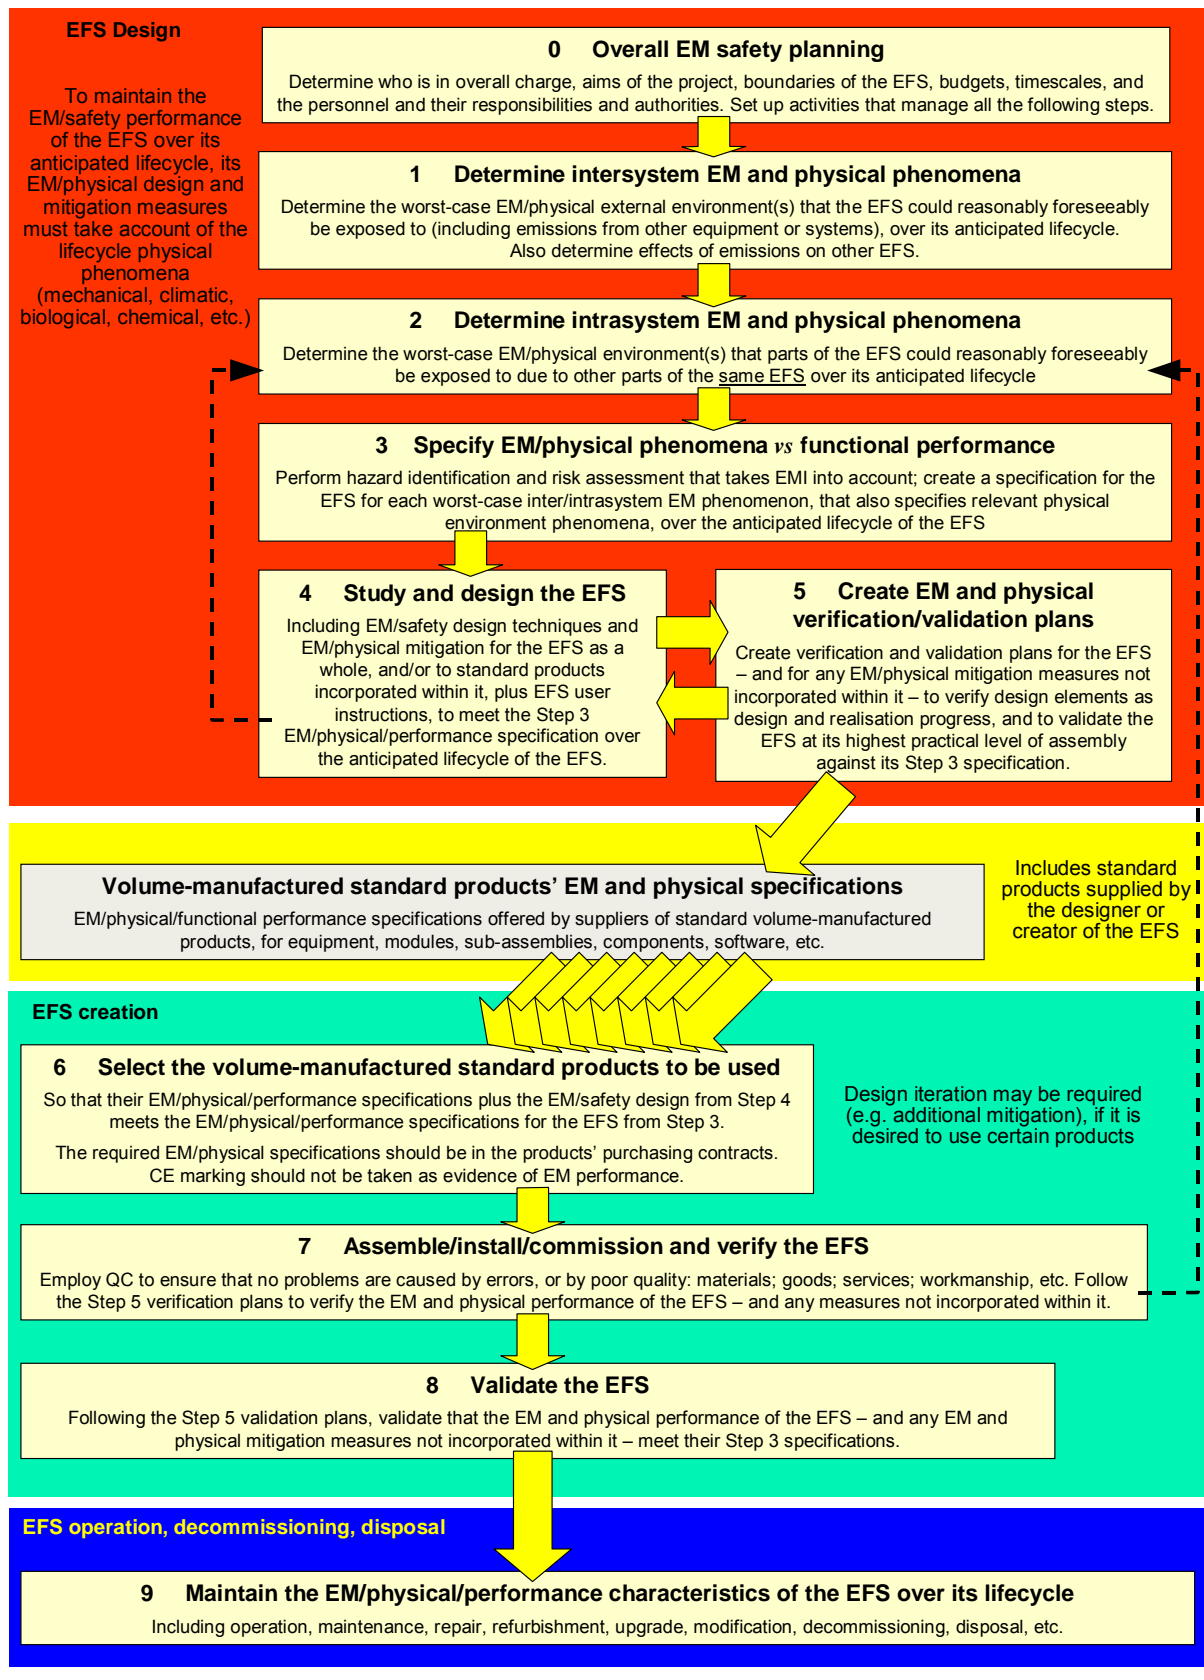 EFS Design
To maintain the
EM/safety performance
of the EFS over its
anticipated lifecycle, its
EM/physical design and
mitigation measures
must take account of the
lifecycle physical
phenomena
(mechanical, climatic,
biological, chemical, etc.)
0 Overall EM safety planning
Determine who is in overall charge, aims of the project, boundaries of the EFS, budgets, timescales, and
the personnel and their responsibilities and authorities. Set up activities that manage all the following steps.
1 Determine intersystem EM and physical phenomena
Determine the worst-case EM/physical external environment(s) that the EFS could reasonably foreseeably
be exposed to (including emissions from other equipment or systems), over its anticipated lifecycle.
Also determine effects of emissions on other EFS.
2 Determine intrasystem EM and physical phenomena
Determine the worst-case EM/physical environment(s) that parts of the EFS could reasonably foreseeably
be exposed to due to other parts of the same EFS over its anticipated lifecycle
3 Specify EM/physical phenomena vs functional performance
Perform hazard identification and risk assessment that takes EMI into account; create a specification for the
EFS for each worst-case inter/intrasystem EM phenomenon, that also specifies relevant physical
environment phenomena, over the anticipated lifecycle of the EFS
4 Study and design the EFS
Including EM/safety design techniques and
EM/physical mitigation for the EFS as a
whole, and/or to standard products
incorporated within it, plus EFS user
instructions, to meet the Step 3
EM/physical/performance specification over
the anticipated lifecycle of the EFS.
5 Create EM and physical
verification/validation plans
Create verification and validation plans for the EFS
– and for any EM/physical mitigation measures not
incorporated within it – to verify design elements as
design and realisation progress, and to validate the
EFS at its highest practical level of assembly
against its Step 3 specification.
Volume-manufactured standard products’ EM and physical specifications
EM/physical/functional performance specifications offered by suppliers of standard volume-manufactured
products, for equipment, modules, sub-assemblies, components, software, etc.
Includes standard
products supplied by
the designer or
creator of the EFS
EFS creation
6 Select the volume-manufactured standard products to be used
So that their EM/physical/performance specifications plus the EM/safety design from Step 4
meets the EM/physical/performance specifications for the EFS from Step 3.
The required EM/physical specifications should be in the products’ purchasing contracts.
CE marking should not be taken as evidence of EM performance.
Design iteration may be required
(e.g. additional mitigation), if it is
desired to use certain products
7 Assemble/install/commission and verify the EFS
Employ QC to ensure that no problems are caused by errors, or by poor quality: materials; goods; services; workmanship, etc. Follow
the Step 5 verification plans to verify the EM and physical performance of the EFS – and any measures not incorporated within it.
8 Validate the EFS
Following the Step 5 validation plans, validate that the EM and physical performance of the EFS – and any EM and
physical mitigation measures not incorporated within it – meet their Step 3 specifications.
EFS operation, decommissioning, disposal
9 Maintain the EM/physical/performance characteristics of the EFS over its lifecycle
Including operation, maintenance, repair, refurbishment, upgrade, modification, decommissioning, disposal, etc.